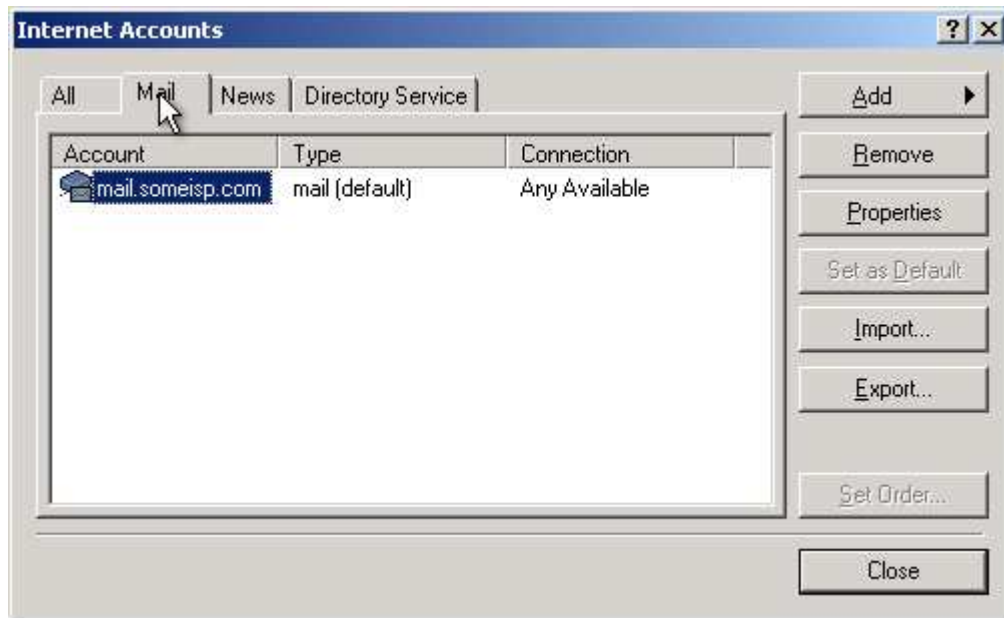 Internet Accounts
All Mail News Directory Service
Add
Account Type Connection
Remove
mail.someisp.com mail (default) Any Available
Properties
Set as Default
Import...
Export...
Set Order...
Close